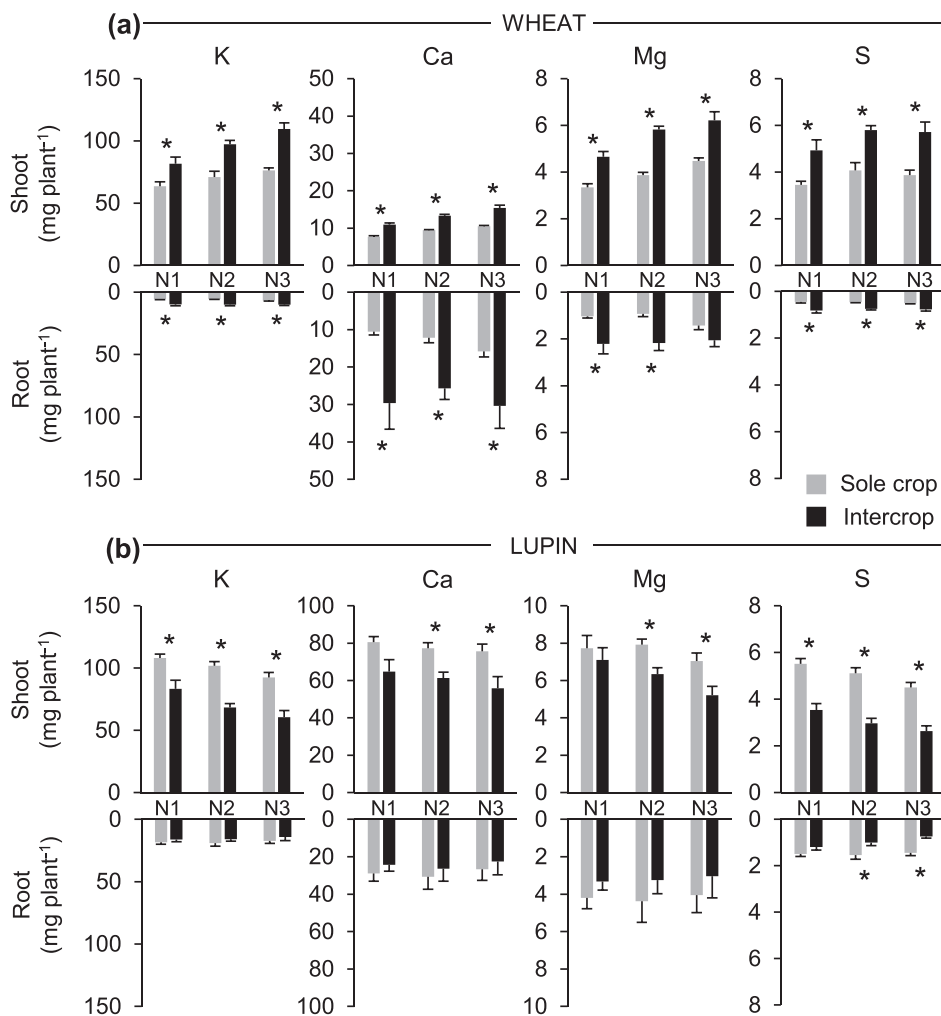 (a) WHEAT
K Ca Mg S
Shoot
(mg plant⁻¹)
150 50 8 8
100 40 6 6
50 30 4 4
0 20 2 2
10 0 0
0
* * * * * * * * * * * *
N1 N2 N3 N1 N2 N3 N1 N2 N3 N1 N2 N3
Root
(mg plant⁻¹)
0 0 0 0
50 10 2 2
100 20 4 4
150 30 6 6
40 8 8
50
* * * * * * * * * * *
Sole crop
Intercrop
(b) LUPIN
K Ca Mg S
Shoot
(mg plant⁻¹)
150 100 10 8
100 80 8 6
50 60 6 4
0 40 4 2
20 2 0
0 0
* * * * * * * * * *
N1 N2 N3 N1 N2 N3 N1 N2 N3 N1 N2 N3
Root
(mg plant⁻¹)
0 0 0 0
50 20 2 2
100 40 4 4
150 60 6 6
80 8 8
100 10
* *